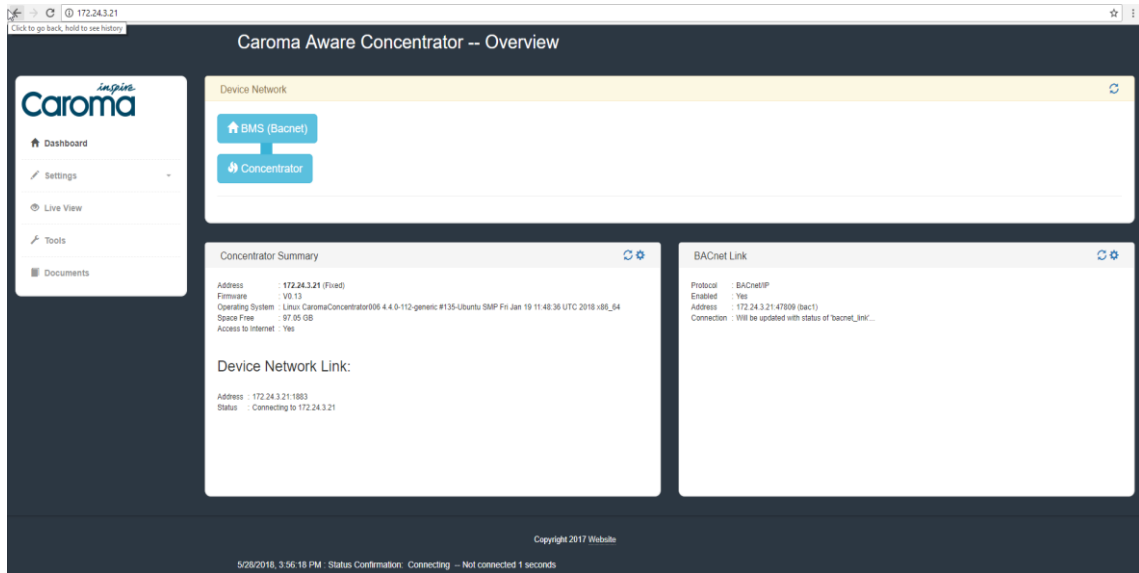 172.24.3.21
Click to go back, hold to see history
Caroma Aware Concentrator -- Overview
inspire
Caroma
Dashboard
Settings
Live View
Tools
Documents
Device Network
BMS (Bacnet)
Concentrator
Concentrator Summary
Address : 172.24.3.21 (Fixed)
Firmware : V0.13
Operating System : Linux CaromaConcentrator006 4.4.0-112-generic #135-Ubuntu SMP Fri Jan 19 11:48:36 UTC 2018 x86_64
Space Free : 97.05 GB
Access to Internet : Yes
Device Network Link:
Address : 172.24.3.21:1883
Status : Connecting to 172.24.3.21
BACnet Link
Protocol : BACnet/IP
Enabled : Yes
Address : 172.24.3.21:47809 (bac1)
Connection : Will be updated with status of 'bacnet_link'...
Copyright 2017 Website
5/28/2018, 3:56:18 PM : Status Confirmation: Connecting -- Not connected 1 seconds